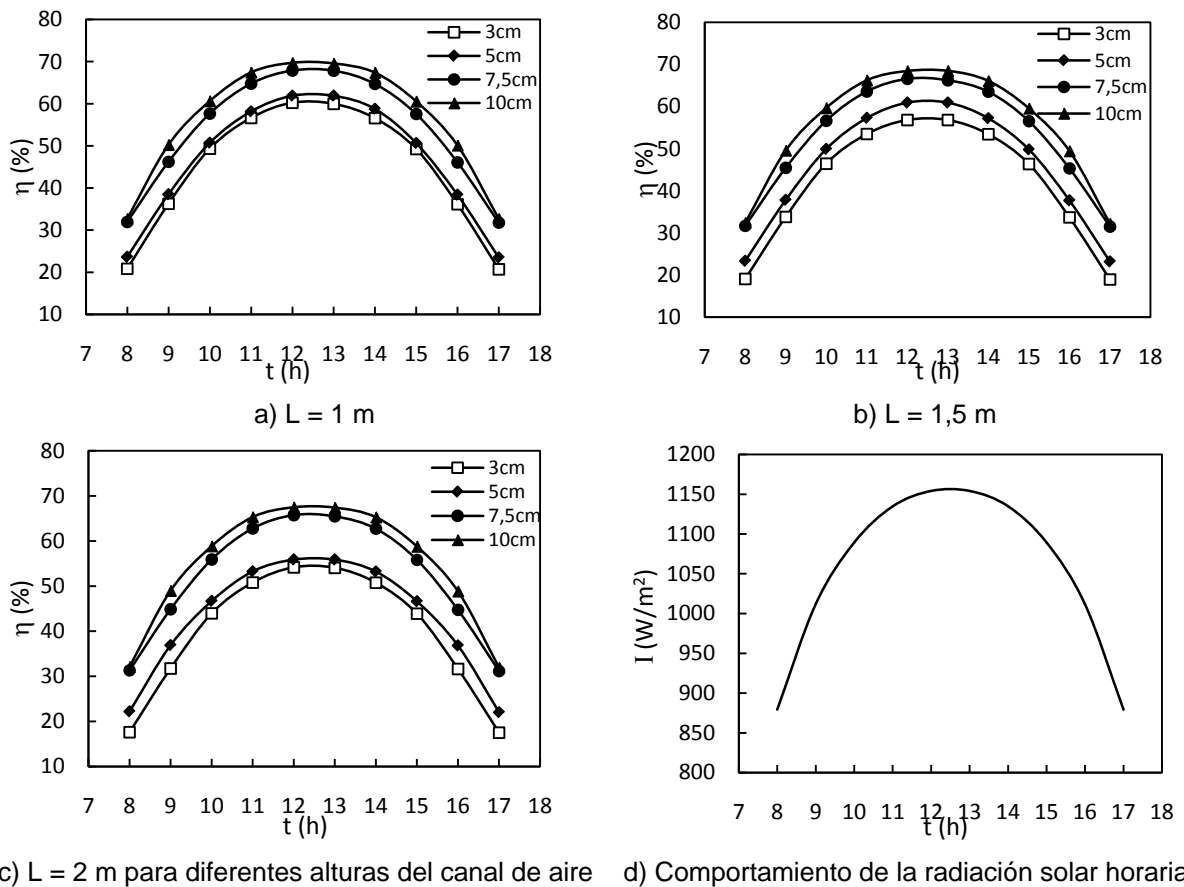 80
70
60
50
40
30
20
10
η (%)
7 8 9 10 11 12 13 14 15 16 17 18
t (h)
3cm
5cm
7,5cm
10cm
a) L = 1 m
80
70
60
50
40
30
20
10
η (%)
7 8 9 10 11 12 13 14 15 16 17 18
t (h)
3cm
5cm
7,5cm
10cm
b) L = 1,5 m
80
70
60
50
40
30
20
10
η (%)
7 8 9 10 11 12 13 14 15 16 17 18
t (h)
3cm
5cm
7,5cm
10cm
c) L = 2 m para diferentes alturas del canal de aire
1200
1150
1100
1050
1000
950
900
850
800
I (W/m²)
7 8 9 10 11 12 13 14 15 16 17 18
t (h)
d) Comportamiento de la radiación solar horaria